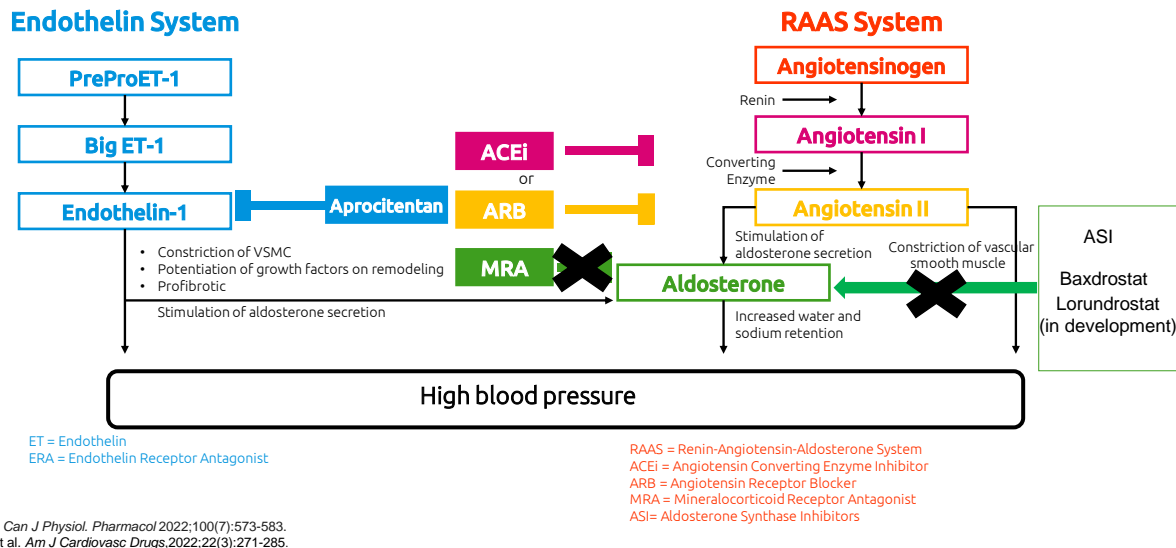 Endothelin System
PreProET-1
Big ET-1
Endothelin-1
Aprocitentan
• Constriction of VSMC
• Potentiation of growth factors on remodeling
• Profibrotic
Stimulation of aldosterone secretion
ACEi
or
ARB
MRA
RAAS System
Angiotensinogen
Renin
Angiotensin I
Converting
Enzyme
Angiotensin II
Stimulation of
aldosterone secretion
Constriction of vascular
smooth muscle
Aldosterone
Increased water and
sodium retention
ASI
Baxdrostat
Lorundrostat
(in development)
High blood pressure
ET = Endothelin
ERA = Endothelin Receptor Antagonist
RAAS = Renin-Angiotensin-Aldosterone System
ACEi = Angiotensin Converting Enzyme Inhibitor
ARB = Angiotensin Receptor Blocker
MRA = Mineralocorticoid Receptor Antagonist
ASI= Aldosterone Synthase Inhibitors
Can J Physiol. Pharmacol 2022;100(7):573-583.
t al. Am J Cardiovasc Drugs,2022;22(3):271-285.